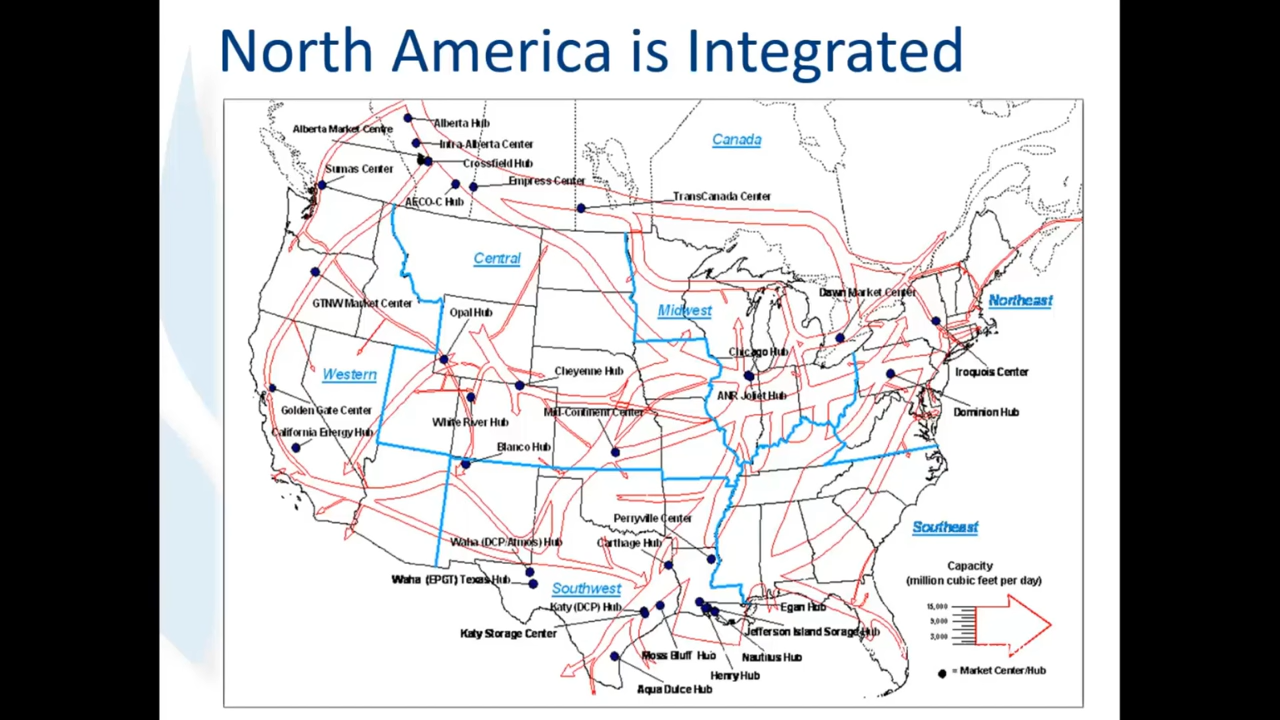 North America is Integrated
Alberta Hub
Alberta Market Centre
Intra-Alberta Center
Canada
Crossfield Hub
Sumas Center
Empress Center
TransCanada Center
AECO-C Hub
Central
Dawn Market Center
Northeast
GTNW Market Center
Opal Hub
Midwest
Chicago Hub
Western
Cheyenne Hub
Iroquois Center
ANR Joliet Hub
Golden Gate Center
White River Hub
Mid-Continent Center
Dominion Hub
California Energy Hub
Blanco Hub
Perryville Center
Southeast
Waha (DCP/Atmos) Hub
Carthage Hub
Capacity
(million cubic feet per day)
Waha (EPGT) Texas Hub
Southwest
15,000
9,000
3,000
Katy (DCP) Hub
Egan Hub
Katy Storage Center
Jefferson Island Sorage Hub
Moss Bluff Hub
Nautilus Hub
Henry Hub
= Market Center/Hub
Aqua Dulce Hub